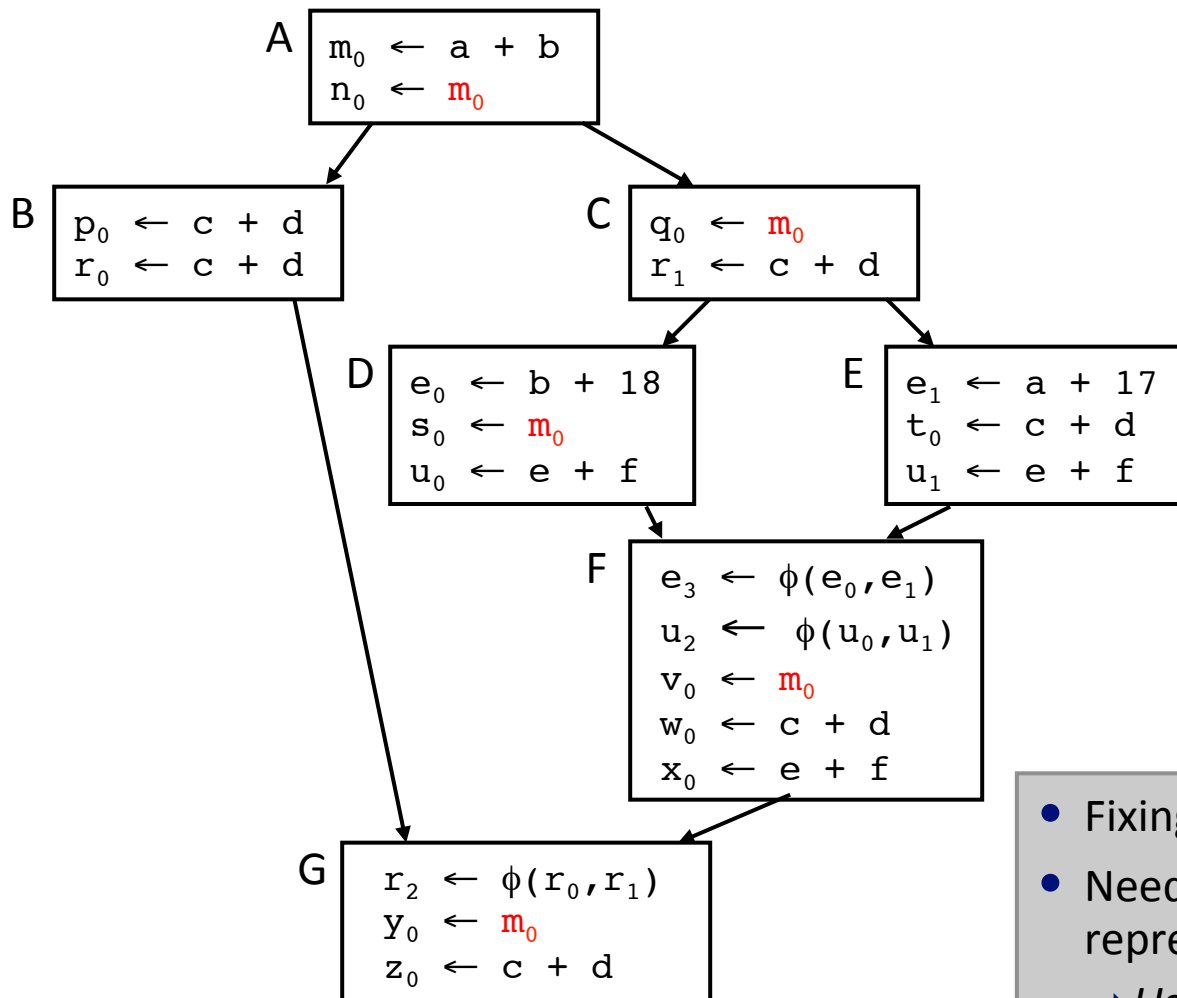 A
m₀ ← a + b
n₀ ← m₀
B
p₀ ← c + d
r₀ ← c + d
C
q₀ ← m₀
r₁ ← c + d
D
e₀ ← b + 18
s₀ ← m₀
u₀ ← e + f
E
e₁ ← a + 17
t₀ ← c + d
u₁ ← e + f
F
e₃ ← ϕ(e₀,e₁)
u₂ ← ϕ(u₀,u₁)
v₀ ← m₀
w₀ ← c + d
x₀ ← e + f
G
r₂ ← ϕ(r₀,r₁)
y₀ ← m₀
z₀ ← c + d
• Fixing
• Need
repre